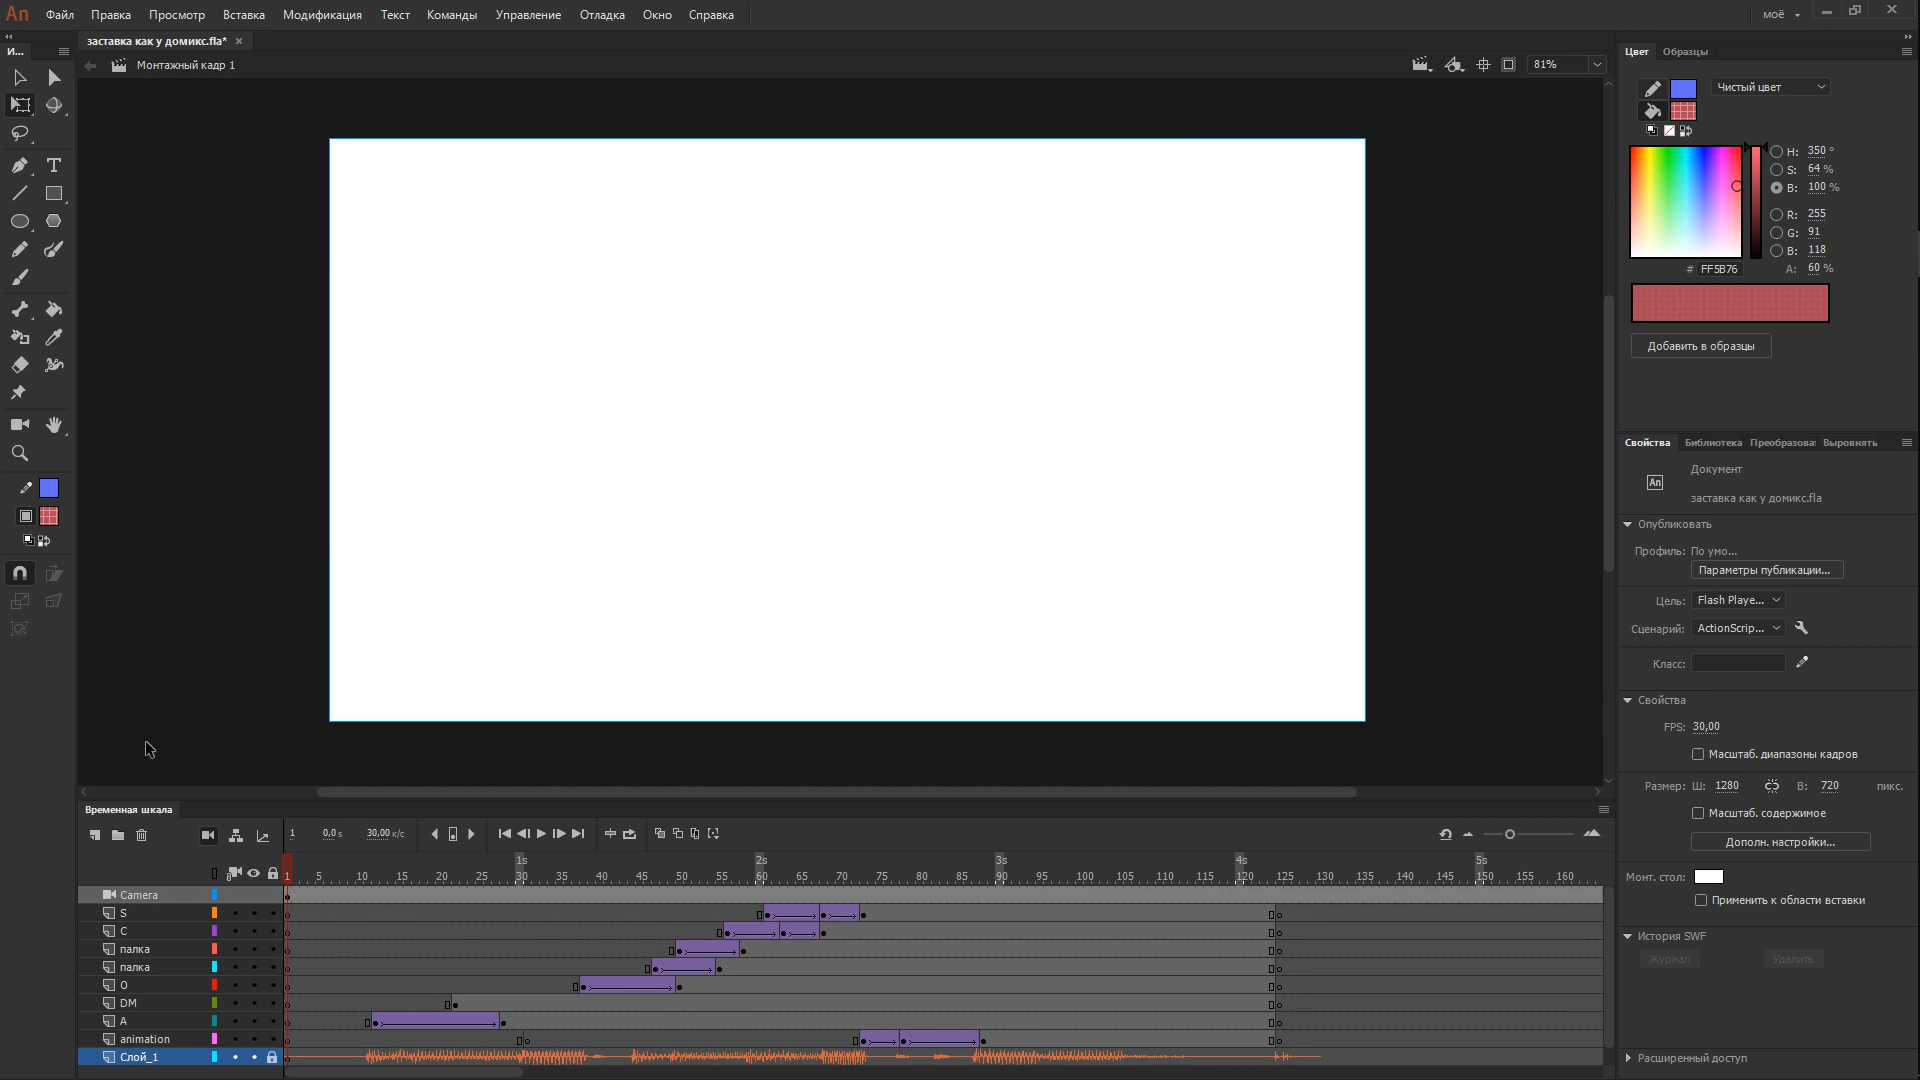 An Файл Правка Просмотр Вставка Модификация Текст Команды Управление Отладка Окно Справка моё
заставка как у домикс.fla*
И...
Монтажный кадр 1
81%
Цвет Образцы
Чистый цвет
H: 350 °
S: 64 %
B: 100 %
R: 255
G: 91
B: 118
# FF5B76 A: 60 %
Добавить в образцы
Свойства Библиотека Преобразоват Выровнять
Документ
An
заставка как у домикс.fla
Опубликовать
Профиль: По умо...
Параметры публикации...
Цель: Flash Playe...
Сценарий: ActionScrip...
Класс:
Свойства
FPS: 30,00
Масштаб. диапазоны кадров
Размер: Ш: 1280 В: 720 пикс.
Масштаб. содержимое
Дополн. настройки...
Монт. стол:
Применить к области вставки
История SWF
Журнал Удалить
Расширенный доступ
Временная шкала
1 0,0 s 30,00 к/с
1s 2s 3s 4s 5s
1 5 10 15 20 25 30 35 40 45 50 55 60 65 70 75 80 85 90 95 100 105 110 115 120 125 130 135 140 145 150 155 160
Camera
S
C
палка
палка
O
DM
A
animation
Слой_1